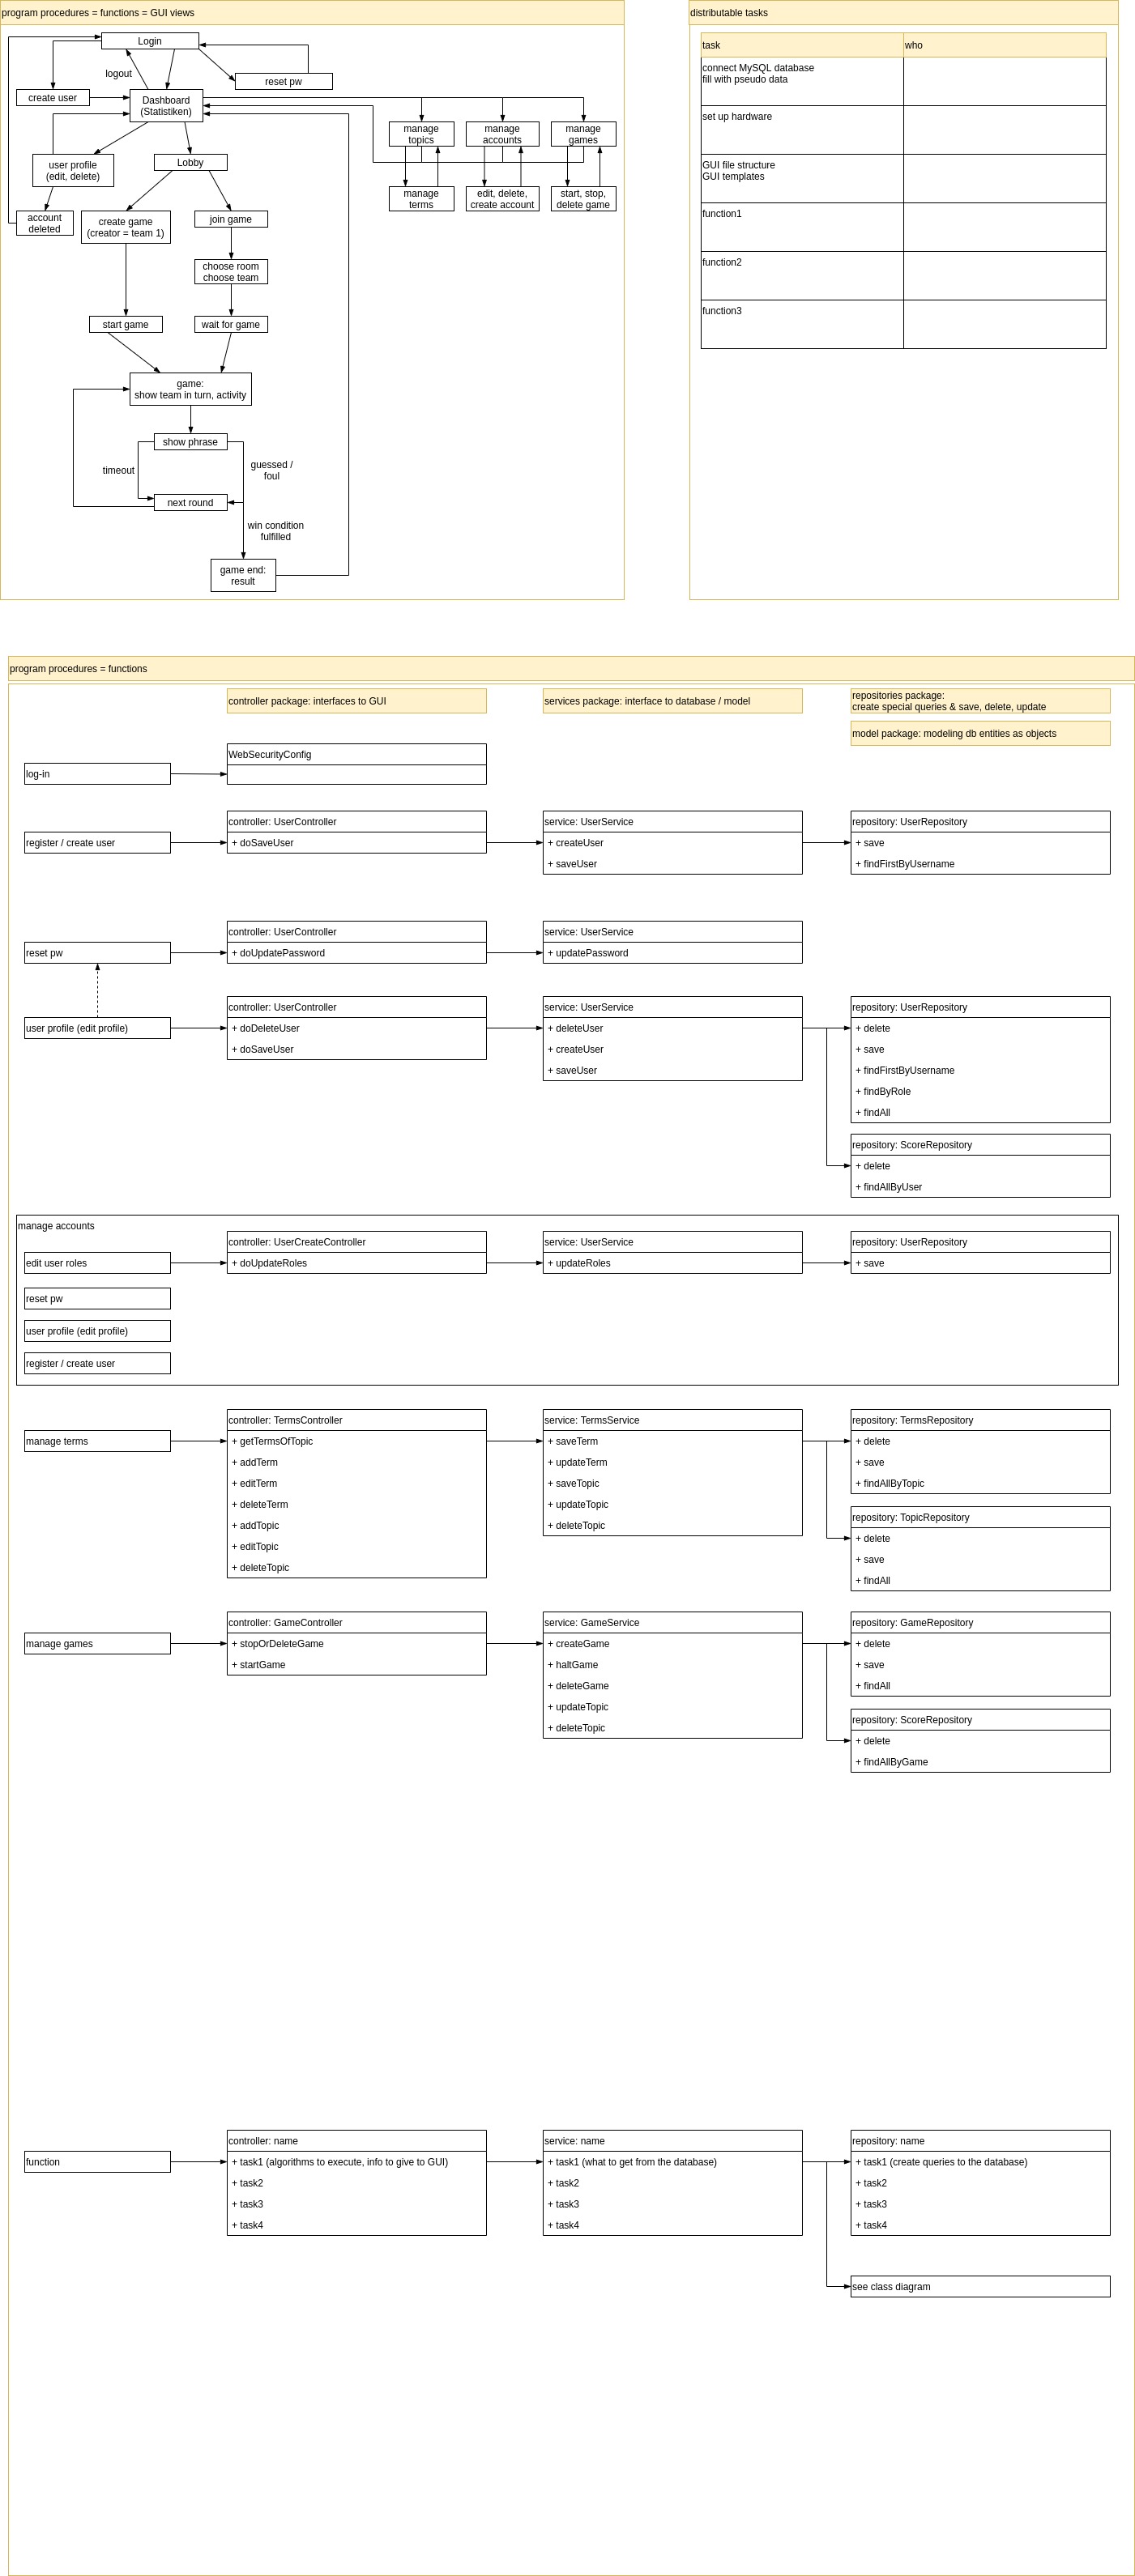 program procedures = functions = GUI views
Login
logout
reset pw
create user
Dashboard
(Statistiken)
manage
topics
manage
accounts
manage
games
user profile
(edit, delete)
Lobby
manage
terms
edit, delete,
create account
start, stop,
delete game
account
deleted
create game
(creator = team 1)
join game
choose room
choose team
start game
wait for game
game:
show team in turn, activity
show phrase
timeout
guessed /
foul
next round
win condition
fulfilled
game end:
result
distributable tasks
task
who
connect MySQL database
fill with pseudo data
set up hardware
GUI file structure
GUI templates
function1
function2
function3
program procedures = functions
controller package: interfaces to GUI
services package: interface to database / model
repositories package:
create special queries & save, delete, update
model package: modeling db entities as objects
log-in
WebSecurityConfig
register / create user
controller: UserController
+ doSaveUser
service: UserService
+ createUser
+ saveUser
repository: UserRepository
+ save
+ findFirstByUsername
reset pw
controller: UserController
+ doUpdatePassword
service: UserService
+ updatePassword
user profile (edit profile)
controller: UserController
+ doDeleteUser
+ doSaveUser
service: UserService
+ deleteUser
+ createUser
+ saveUser
repository: UserRepository
+ delete
+ save
+ findFirstByUsername
+ findByRole
+ findAll
repository: ScoreRepository
+ delete
+ findAllByUser
manage accounts
edit user roles
controller: UserCreateController
+ doUpdateRoles
service: UserService
+ updateRoles
repository: UserRepository
+ save
reset pw
user profile (edit profile)
register / create user
manage terms
controller: TermsController
+ getTermsOfTopic
+ addTerm
+ editTerm
+ deleteTerm
+ addTopic
+ editTopic
+ deleteTopic
service: TermsService
+ saveTerm
+ updateTerm
+ saveTopic
+ updateTopic
+ deleteTopic
repository: TermsRepository
+ delete
+ save
+ findAllByTopic
repository: TopicRepository
+ delete
+ save
+ findAll
manage games
controller: GameController
+ stopOrDeleteGame
+ startGame
service: GameService
+ createGame
+ haltGame
+ deleteGame
+ updateTopic
+ deleteTopic
repository: GameRepository
+ delete
+ save
+ findAll
repository: ScoreRepository
+ delete
+ findAllByGame
function
controller: name
+ task1 (algorithms to execute, info to give to GUI)
+ task2
+ task3
+ task4
service: name
+ task1 (what to get from the database)
+ task2
+ task3
+ task4
repository: name
+ task1 (create queries to the database)
+ task2
+ task3
+ task4
see class diagram